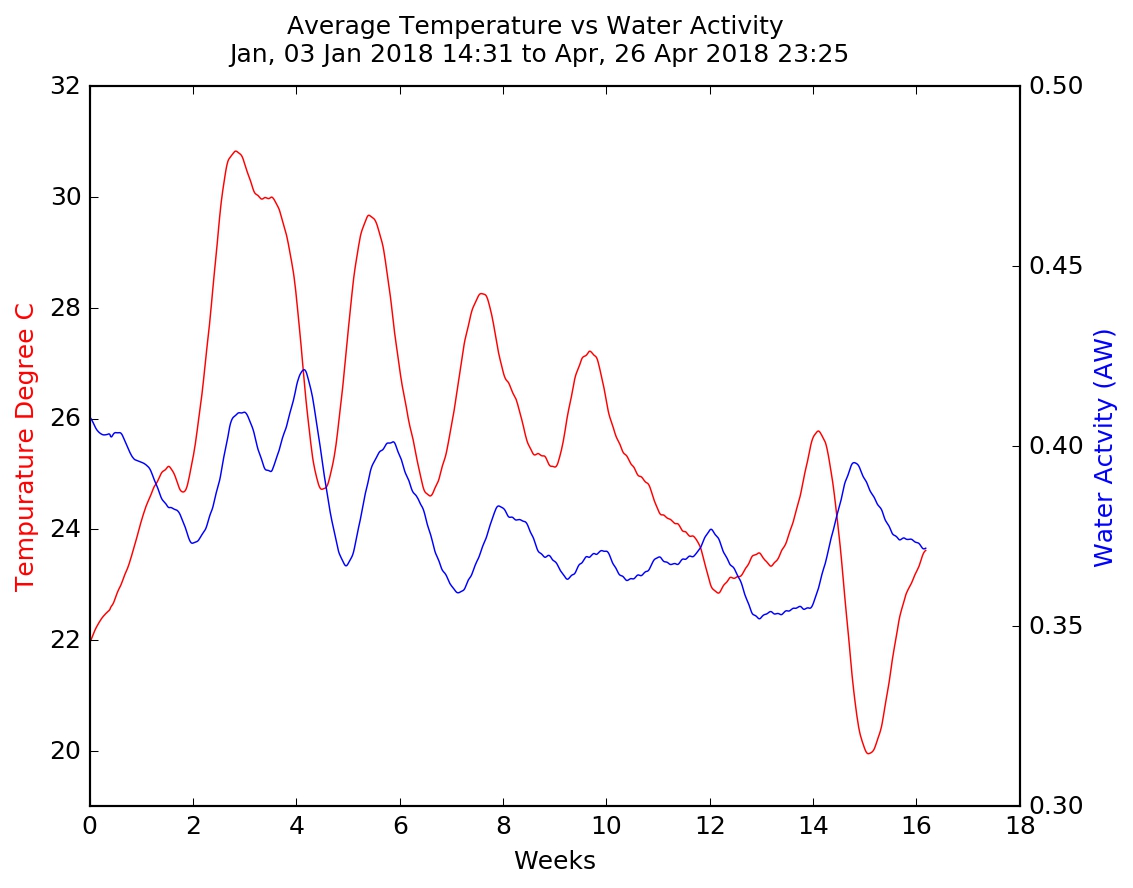 Average Temperature vs Water Activity
Jan, 03 Jan 2018 14:31 to Apr, 26 Apr 2018 23:25
32
30
28
26
24
22
20
Tempurature Degree C
0.50
0.45
0.40
0.35
0.30
Water Actvity (AW)
0 2 4 6 8 10 12 14 16 18
Weeks